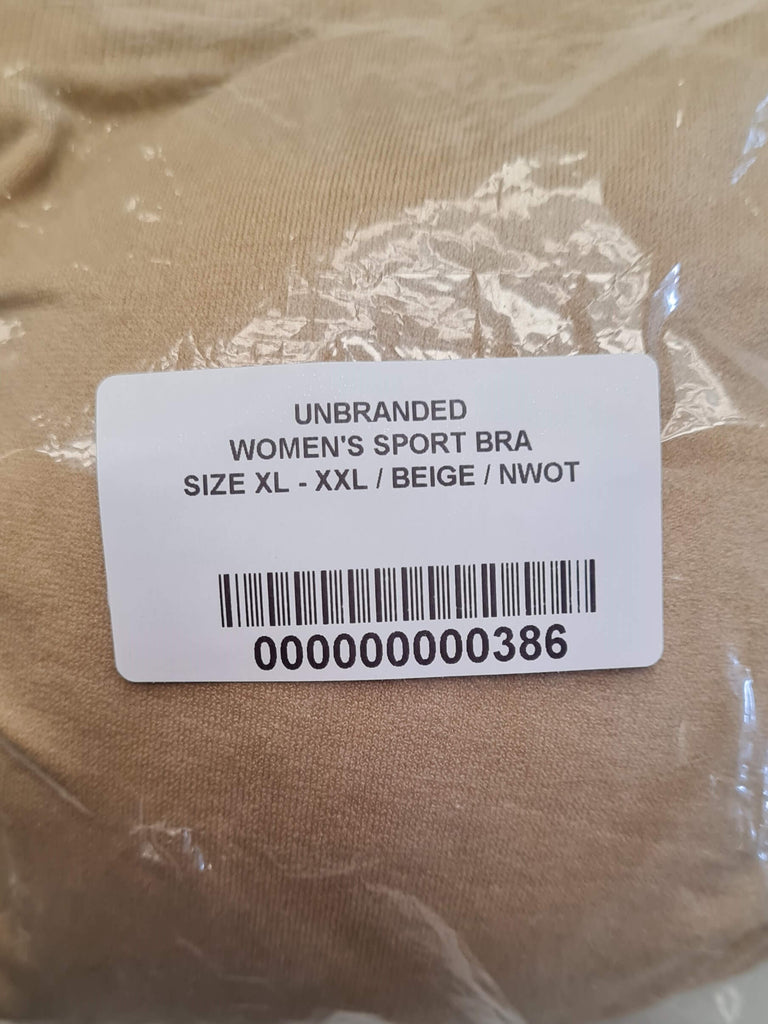 UNBRANDED
WOMEN'S SPORT BRA
SIZE XL - XXL / BEIGE / NWOT
000000000386